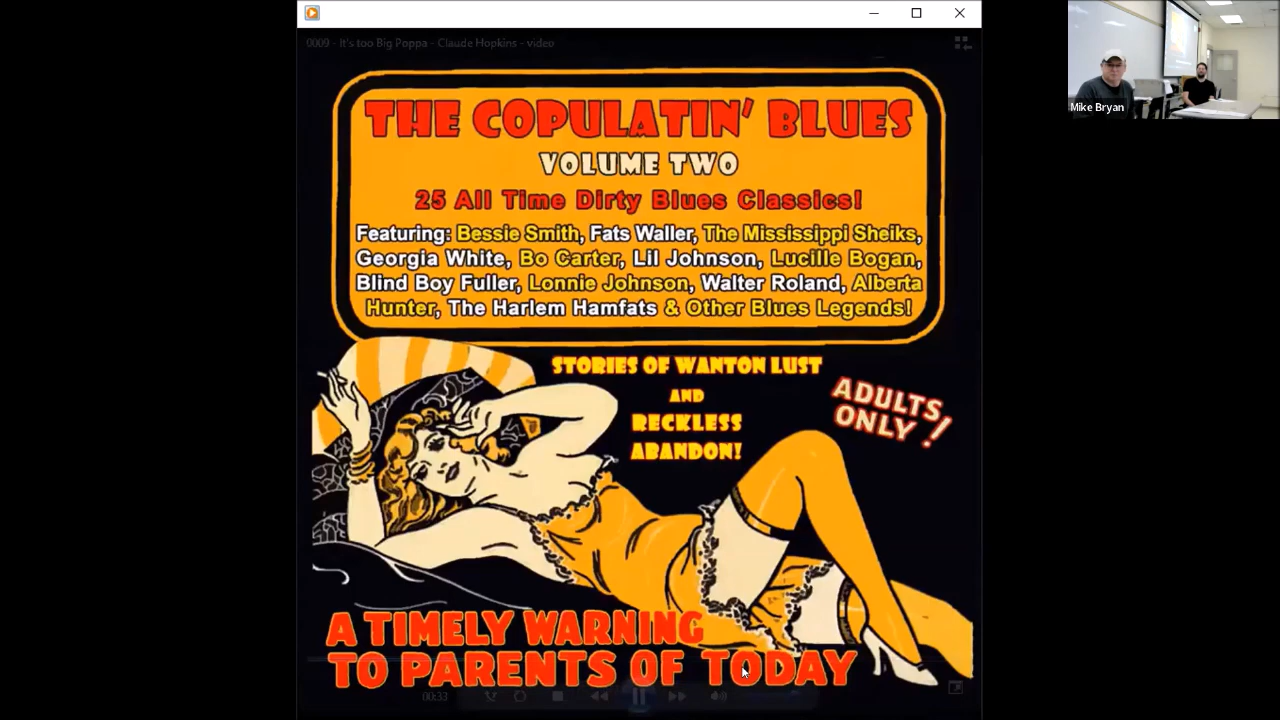 0009 - It's too Big Poppa - Claude Hopkins - video
THE COPULATIN' BLUES
VOLUME TWO
25 All Time Dirty Blues Classics!
Featuring: Bessie Smith, Fats Waller, The Mississippi Sheiks,
Georgia White, Bo Carter, Lil Johnson, Lucille Bogan,
Blind Boy Fuller, Lonnie Johnson, Walter Roland, Alberta
Hunter, The Harlem Hamfats & Other Blues Legends!
STORIES OF WANTON LUST
AND
RECKLESS
ABANDON!
ADULTS
ONLY!
A TIMELY WARNING
TO PARENTS OF TODAY
00:33
Mike Bryan